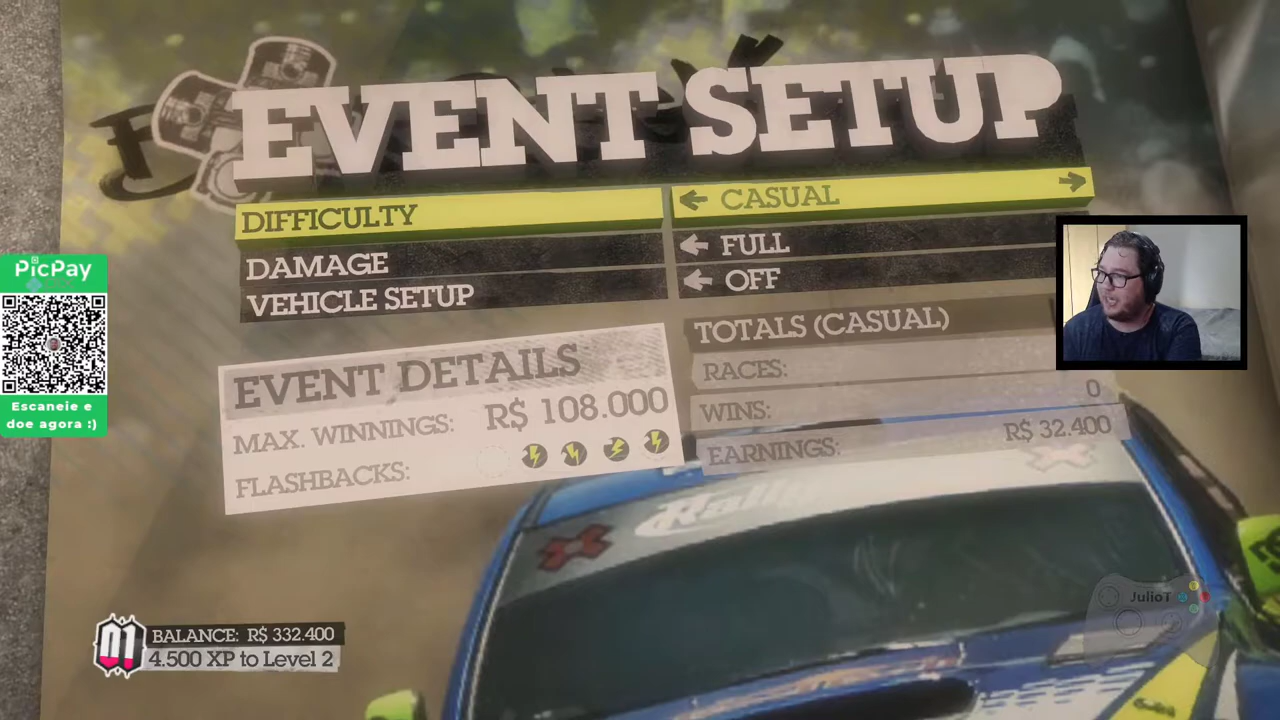 EVENT SETUP
DIFFICULTY
CASUAL
DAMAGE
FULL
VEHICLE SETUP
OFF
EVENT DETAILS
MAX. WINNINGS: R$ 108.000
FLASHBACKS:
TOTALS (CASUAL)
RACES:
WINS: 0
EARNINGS: R$ 32.400
PicPay
Escaneie e
doe agora :)
Rally
01
BALANCE: R$ 332.400
4.500 XP to Level 2
JulioT